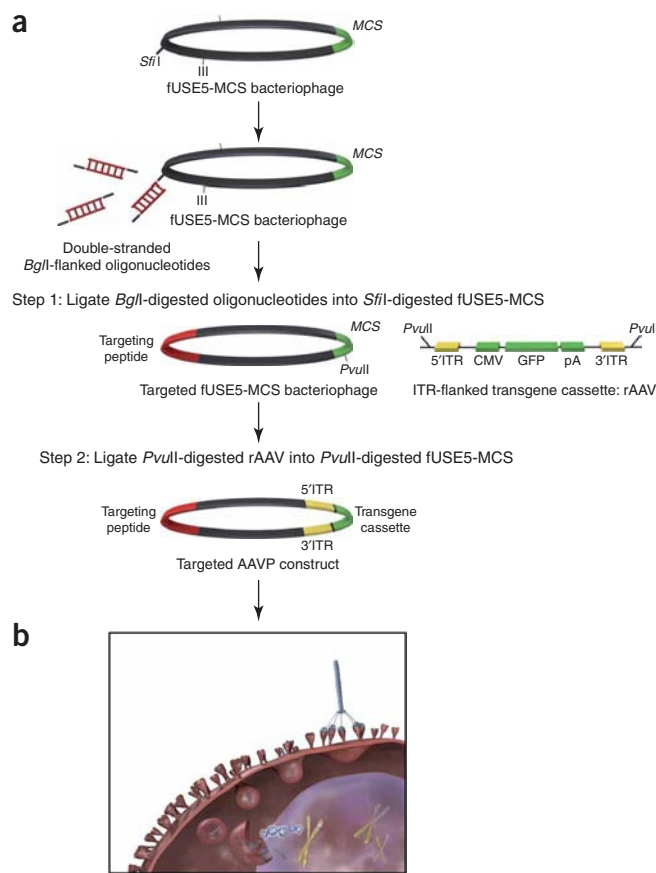 a
MCS
SfiI
III
fUSE5-MCS bacteriophage
MCS
III
fUSE5-MCS bacteriophage
Double-stranded
BglI-flanked oligonucleotides
Step 1: Ligate BglI-digested oligonucleotides into SfiI-digested fUSE5-MCS
Targeting
peptide
MCS
PvuII
Targeted fUSE5-MCS bacteriophage
PvuII
PvuI
5′ITR
CMV
GFP
pA
3′ITR
ITR-flanked transgene cassette: rAAV
Step 2: Ligate PvuII-digested rAAV into PvuII-digested fUSE5-MCS
5′ITR
Targeting
peptide
Transgene
cassette
3′ITR
Targeted AAVP construct
b